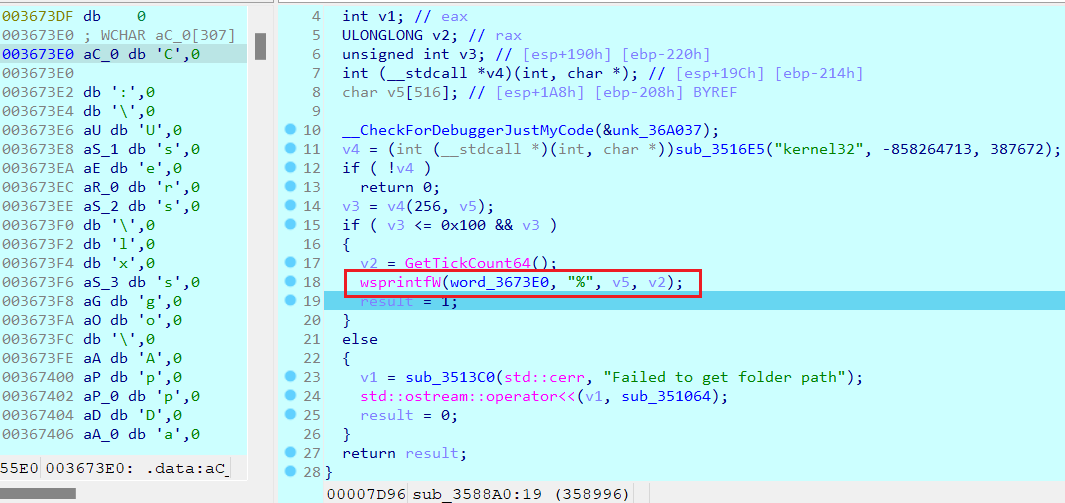 003673DF db    0
003673E0 ; WCHAR aC_0[307]
003673E0 aC_0 db 'C',0
003673E0
003673E2 db ':',0
003673E4 db '\',0
003673E6 aU db 'U',0
003673E8 aS_1 db 's',0
003673EA aE db 'e',0
003673EC aR_0 db 'r',0
003673EE aS_2 db 's',0
003673F0 db '\',0
003673F2 db 'l',0
003673F4 db 'x',0
003673F6 aS_3 db 's',0
003673F8 aG db 'g',0
003673FA aO db 'o',0
003673FC db '\',0
003673FE aA db 'A',0
00367400 aP db 'p',0
00367402 aP_0 db 'p',0
00367404 aD db 'D',0
00367406 aA_0 db 'a',0
55E0 003673E0: .data:aC_
4 int v1; // eax
5 ULONGLONG v2; // rax
6 unsigned int v3; // [esp+190h] [ebp-220h]
7 int (__stdcall *v4)(int, char *); // [esp+19Ch] [ebp-214h]
8 char v5[516]; // [esp+1A8h] [ebp-208h] BYREF
9
10 __CheckForDebuggerJustMyCode(&unk_36A037);
11 v4 = (int (__stdcall *)(int, char *))sub_3516E5("kernel32", -858264713, 387672);
12 if ( !v4 )
13 return 0;
14 v3 = v4(256, v5);
15 if ( v3 <= 0x100 && v3 )
16 {
17 v2 = GetTickCount64();
18 wsprintfW(word_3673E0, "%", v5, v2);
19 result = 1;
20 }
21 else
22 {
23 v1 = sub_3513C0(std::cerr, "Failed to get folder path");
24 std::ostream::operator<<(v1, sub_351064);
25 result = 0;
26 }
27 return result;
28 }
00007D96 sub_3588A0:19 (358996)